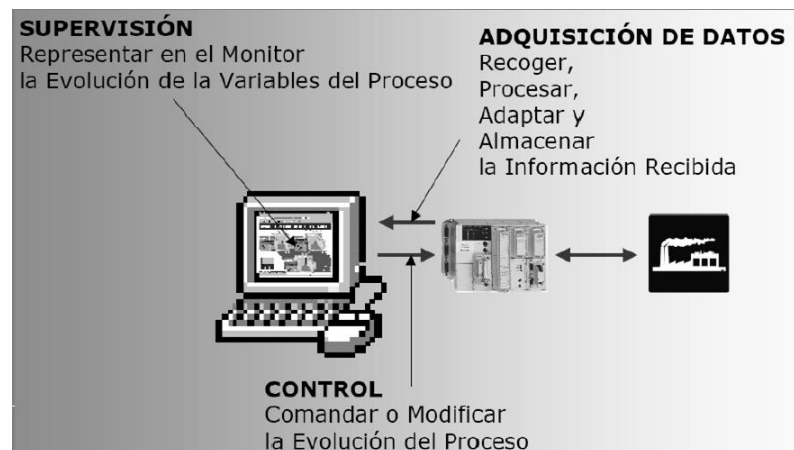 SUPERVISIÓN
Representar en el Monitor
la Evolución de la Variables del Proceso
ADQUISICIÓN DE DATOS
Recoger,
Procesar,
Adaptar y
Almacenar
la Información Recibida
CONTROL
Comandar o Modificar
la Evolución del Proceso